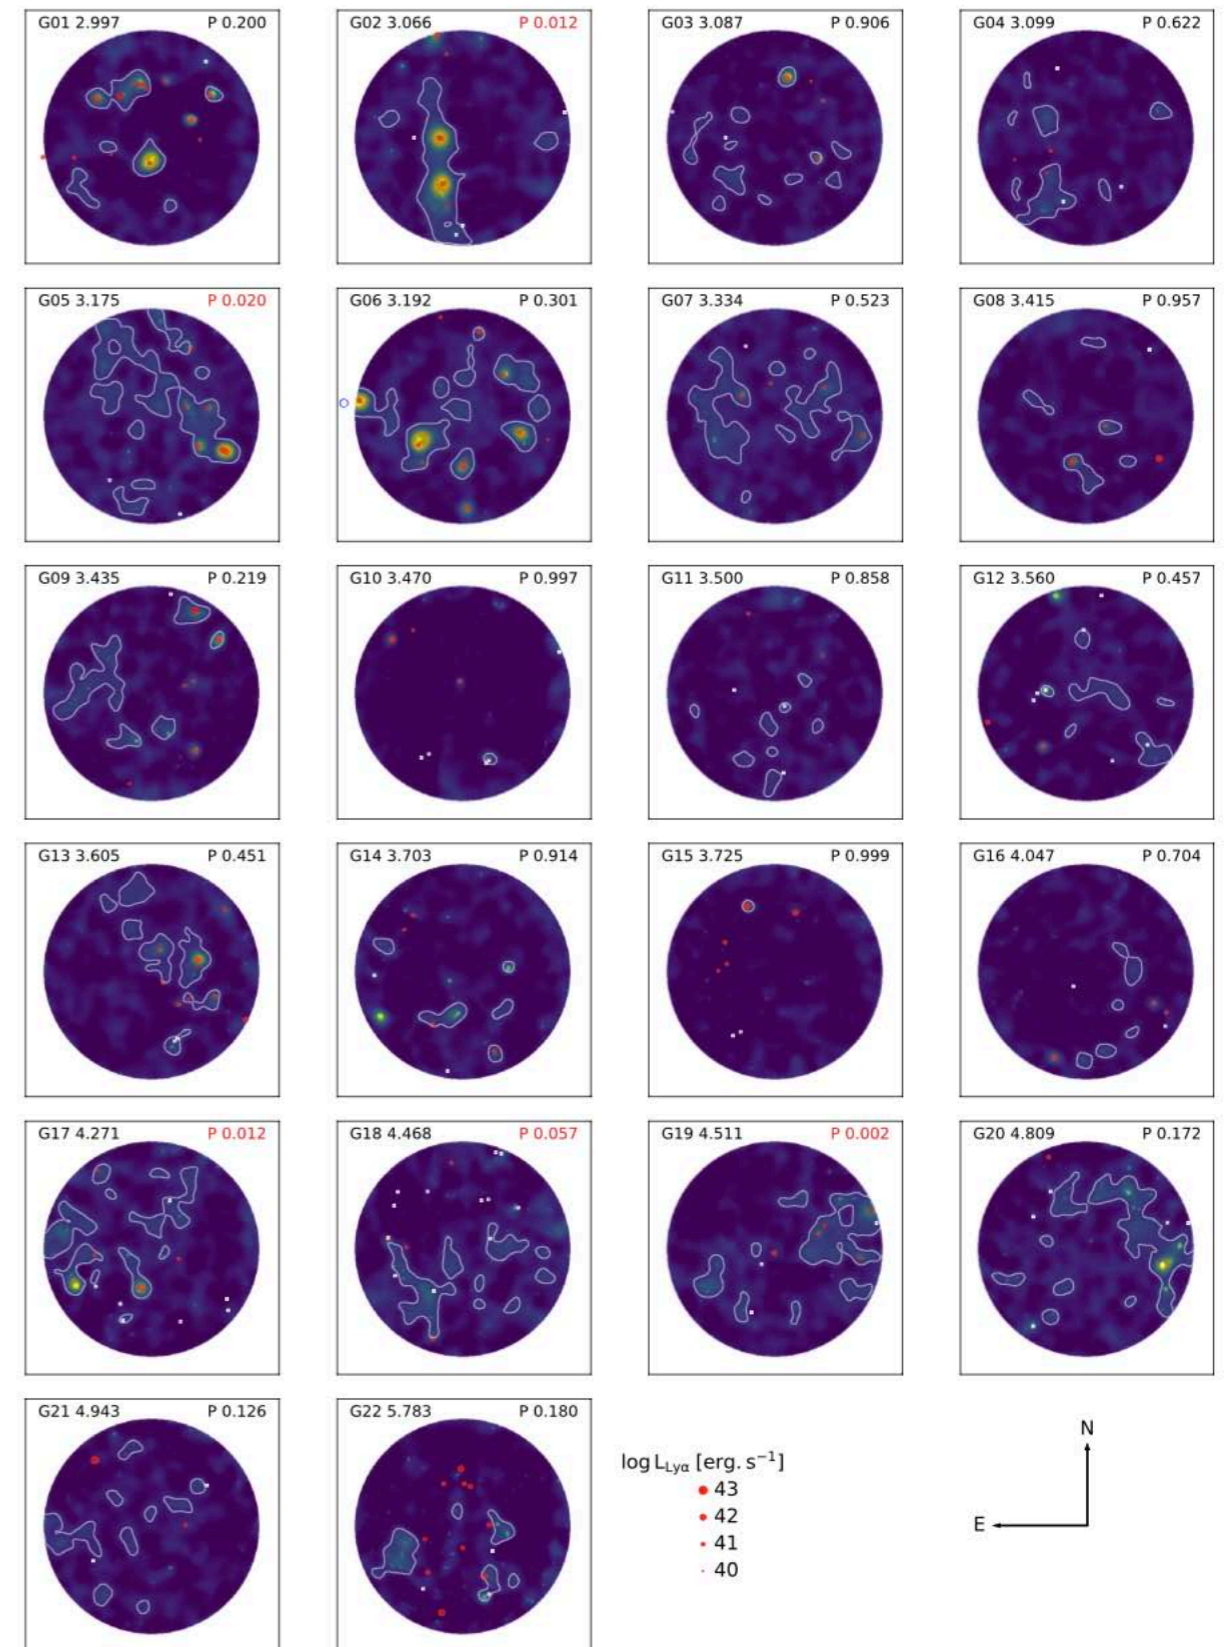 G01 2.997 P 0.200
G02 3.066 P 0.012
G03 3.087 P 0.906
G04 3.099 P 0.622
G05 3.175 P 0.020
G06 3.192 P 0.301
G07 3.334 P 0.523
G08 3.415 P 0.957
G09 3.435 P 0.219
G10 3.470 P 0.997
G11 3.500 P 0.858
G12 3.560 P 0.457
G13 3.605 P 0.451
G14 3.703 P 0.914
G15 3.725 P 0.999
G16 4.047 P 0.704
G17 4.271 P 0.012
G18 4.468 P 0.057
G19 4.511 P 0.002
G20 4.809 P 0.172
G21 4.943 P 0.126
G22 5.783 P 0.180
log L_Lyα [erg. s⁻¹]
43
42
41
40
N
E